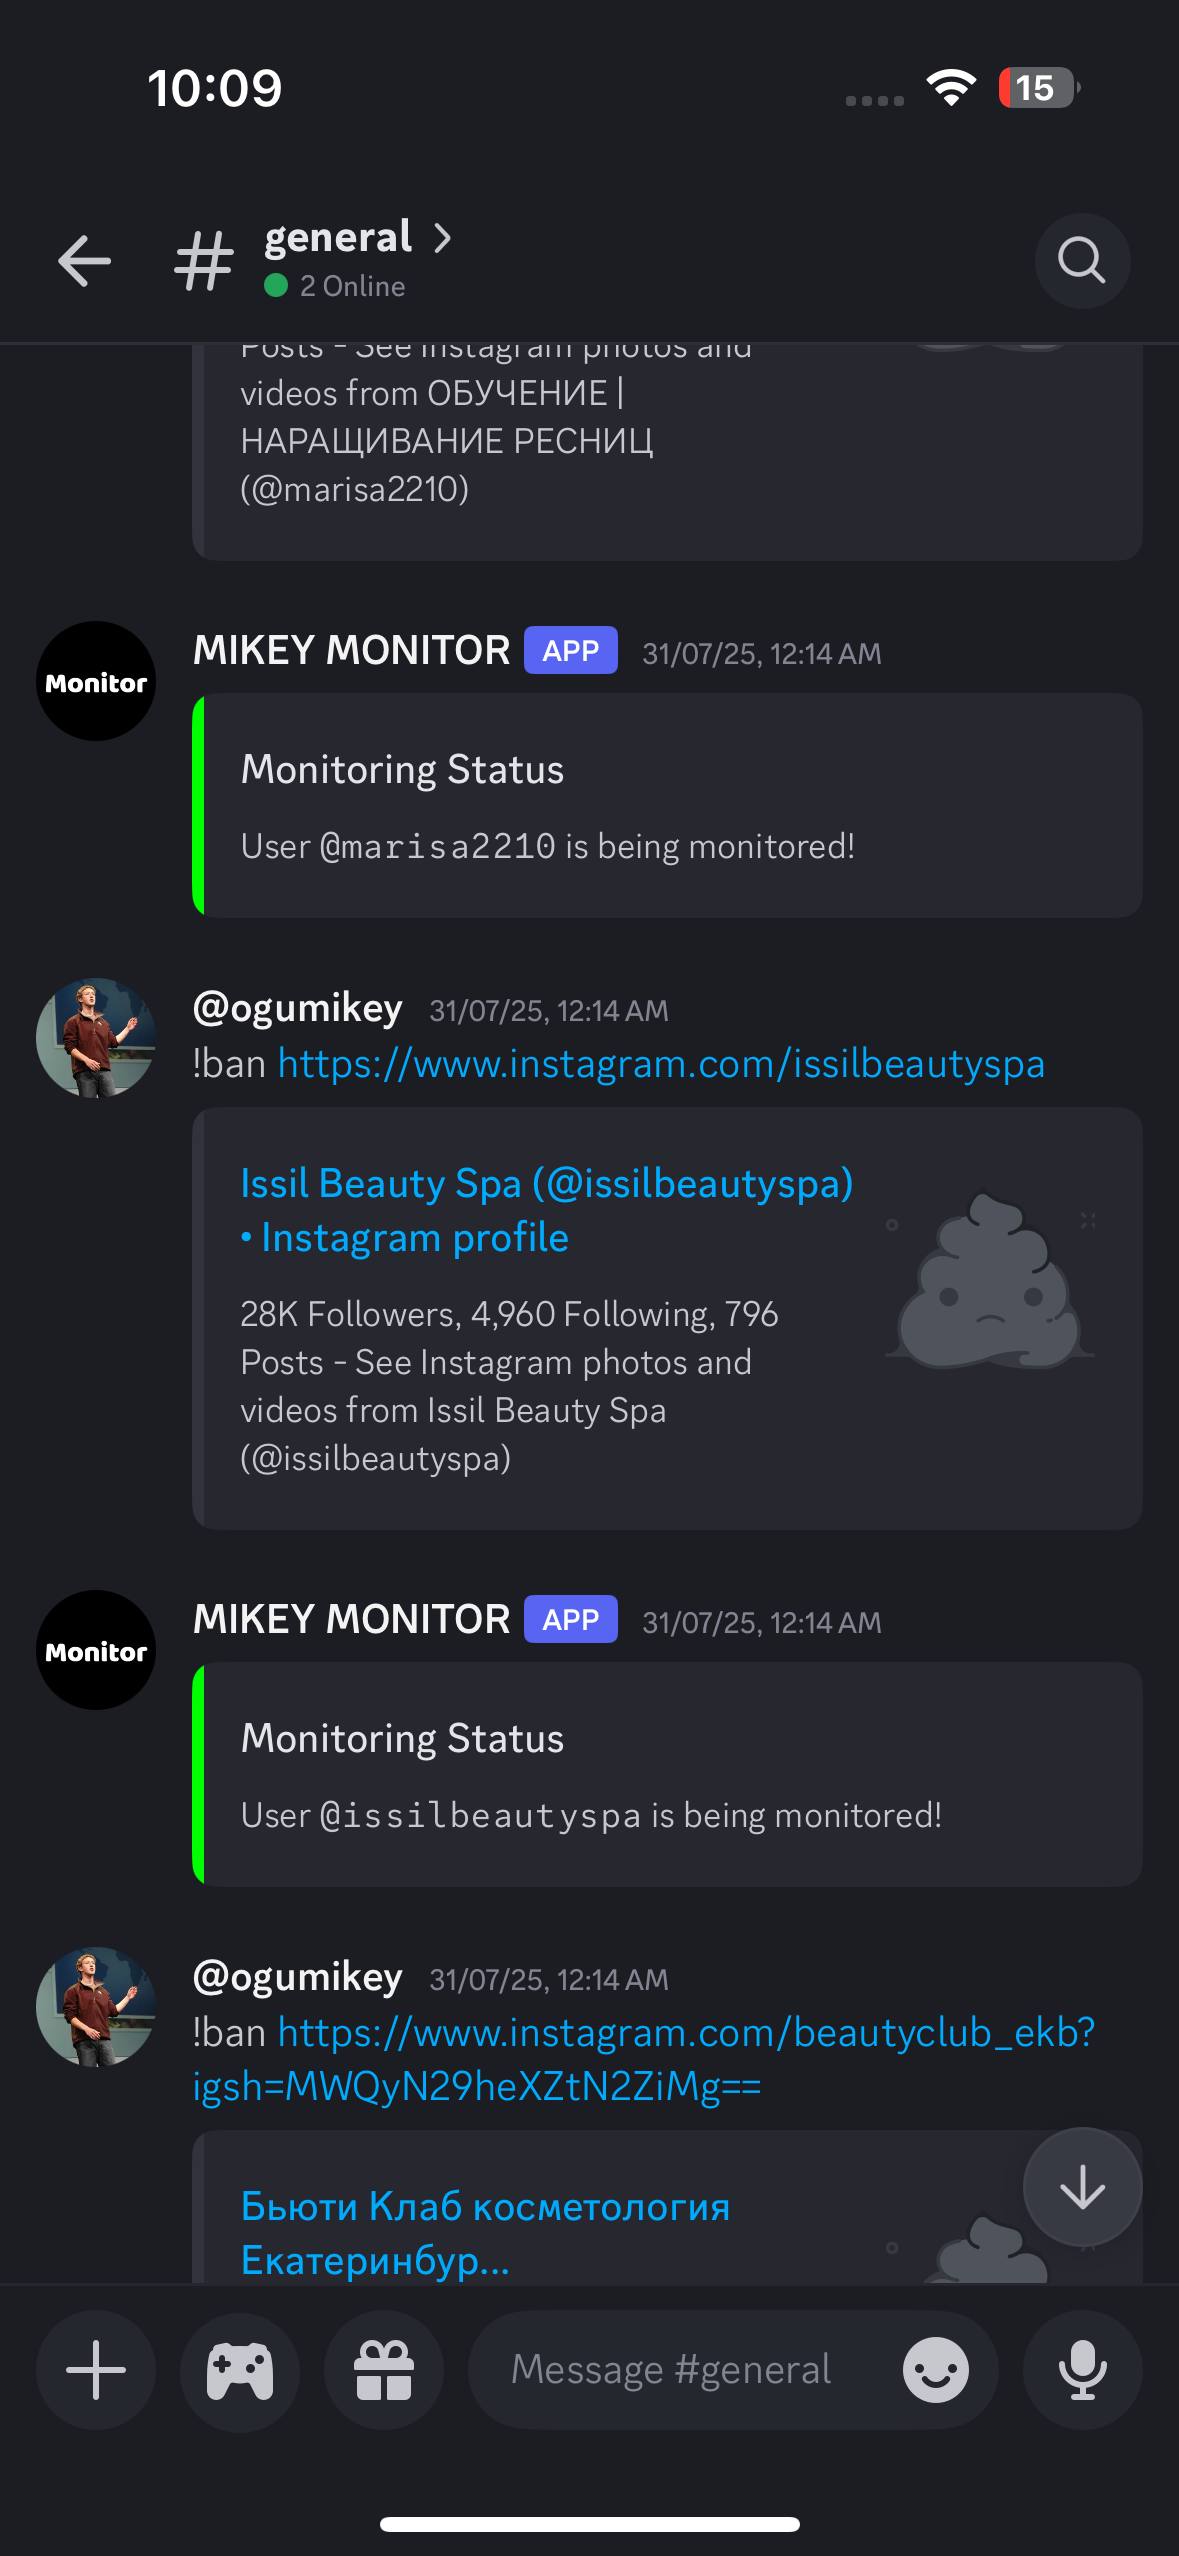 10:09
15
general
2 Online
Posts - See Instagram photos and
videos from ОБУЧЕНИЕ |
НАРАЩИВАНИЕ РЕСНИЦ
(@marisa2210)
Monitor
MIKEY MONITOR APP 31/07/25, 12:14 AM
Monitoring Status
User @marisa2210 is being monitored!
@ogumikey 31/07/25, 12:14 AM
!ban https://www.instagram.com/issilbeautyspa
Issil Beauty Spa (@issilbeautyspa)
• Instagram profile
28K Followers, 4,960 Following, 796
Posts - See Instagram photos and
videos from Issil Beauty Spa
(@issilbeautyspa)
Monitor
MIKEY MONITOR APP 31/07/25, 12:14 AM
Monitoring Status
User @issilbeautyspa is being monitored!
@ogumikey 31/07/25, 12:14 AM
!ban https://www.instagram.com/beautyclub_ekb?
igsh=MWQyN29heXZtN2ZiMg==
Бьюти Клаб косметология
Екатеринбур...
Message #general